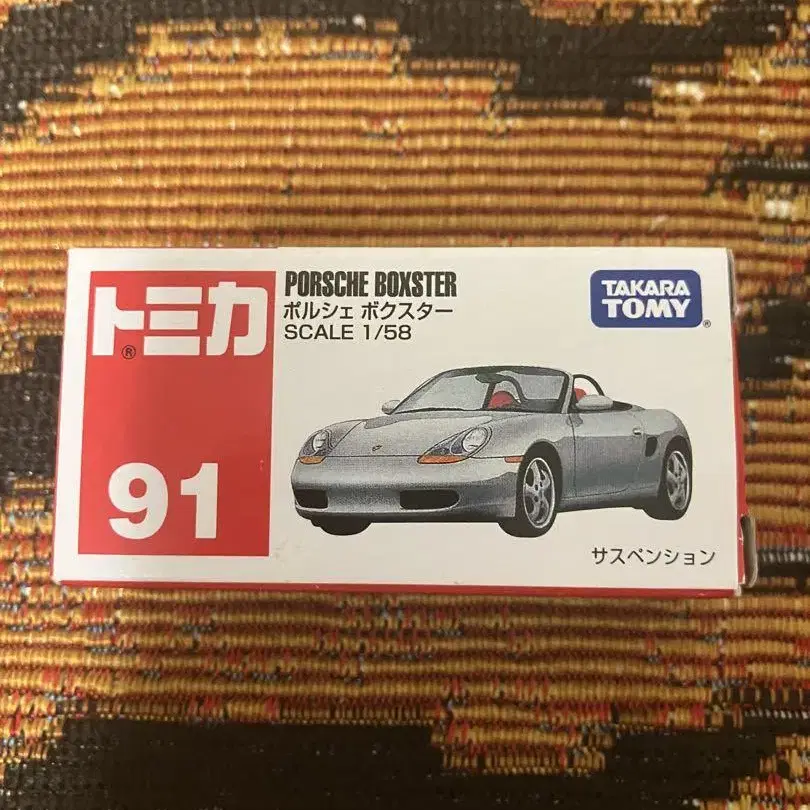 トミカ®
91
PORSCHE BOXSTER
ポルシェ ボクスター
SCALE 1/58
TAKARA
TOMY®
サスペンション